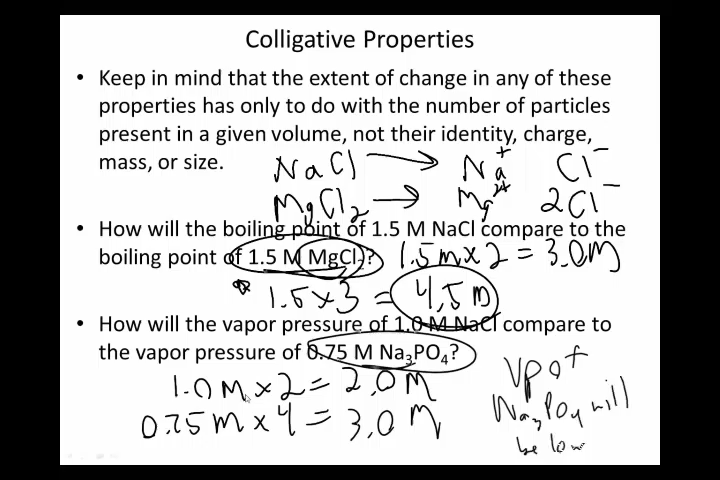 Colligative Properties
• Keep in mind that the extent of change in any of these
properties has only to do with the number of particles
present in a given volume, not their identity, charge,
mass, or size.
NaCl → Na⁺ Cl⁻
MgCl₂ → Mg²⁺ 2Cl⁻
• How will the boiling point of 1.5 M NaCl compare to the
boiling point of 1.5 M MgCl₂?
1.5 m x 2 = 3.0 M
1.5 x 3 = 4.5 m
• How will the vapor pressure of 1.0 M NaCl compare to
the vapor pressure of 0.75 M Na₃PO₄?
1.0 M x 2 = 2.0 M
0.75 M x 4 = 3.0 M
Vp of
Na₃PO₄ will
be low